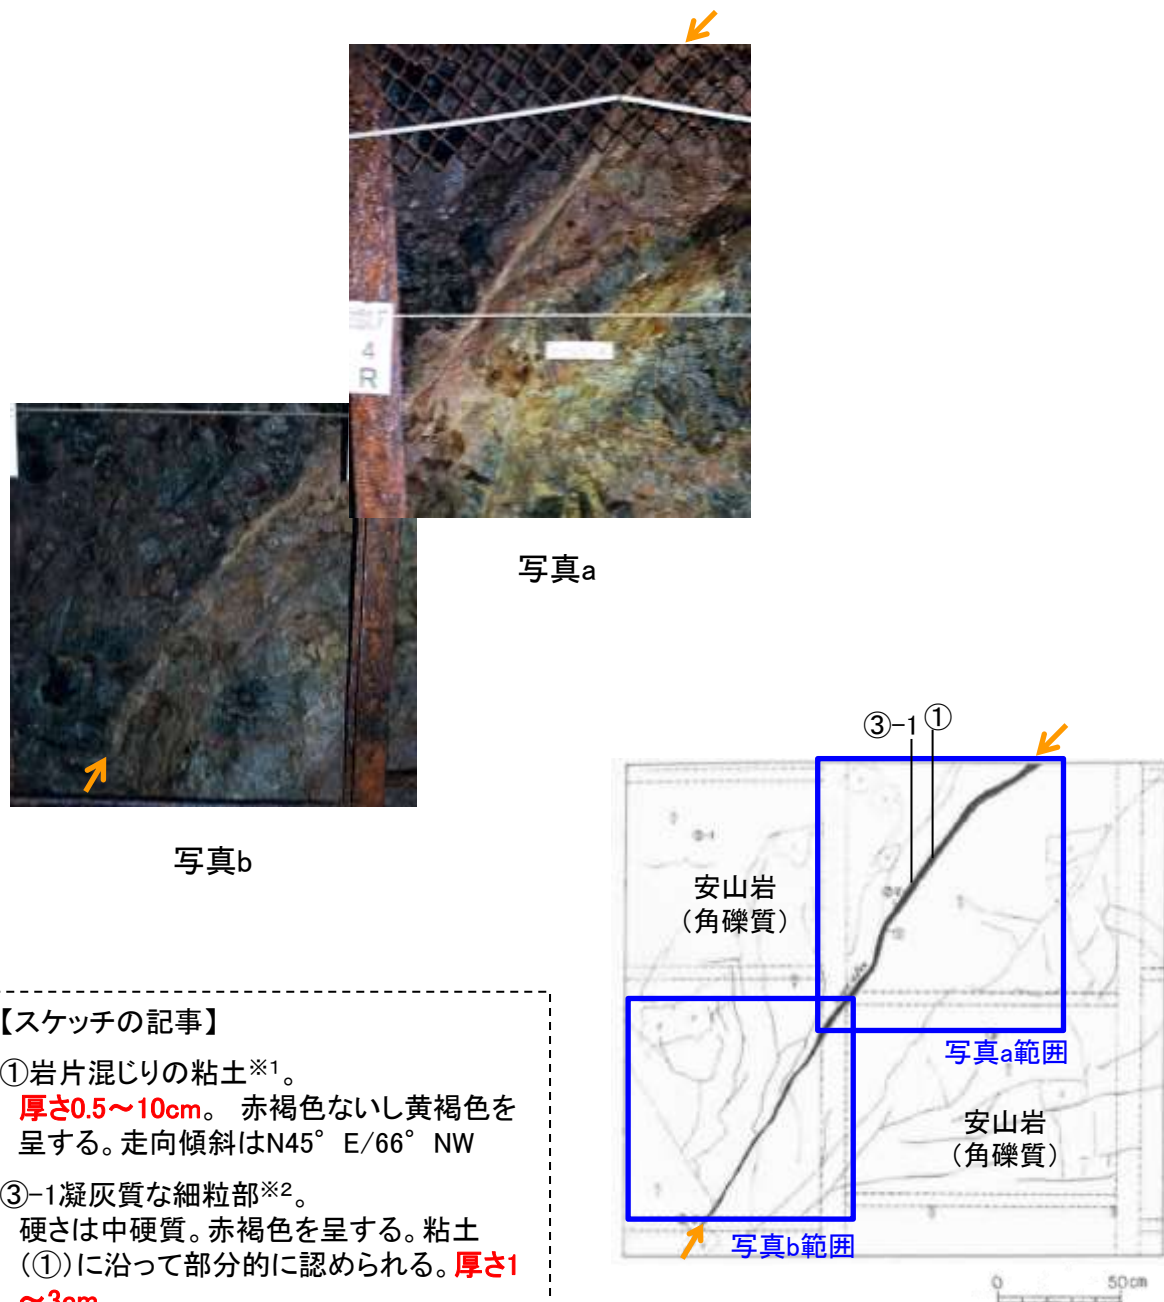 4
R
写真a
写真b
③-1 ①
安山岩
（角礫質）
写真a範囲
安山岩
（角礫質）
写真b範囲
0 50cm
【スケッチの記事】
①岩片混じりの粘土※1。
厚さ0.5～10cm。 赤褐色ないし黄褐色を
呈する。走向傾斜はN45° E/66° NW
③-1凝灰質な細粒部※2。
硬さは中硬質。赤褐色を呈する。粘土
（①）に沿って部分的に認められる。厚さ1
～3cm